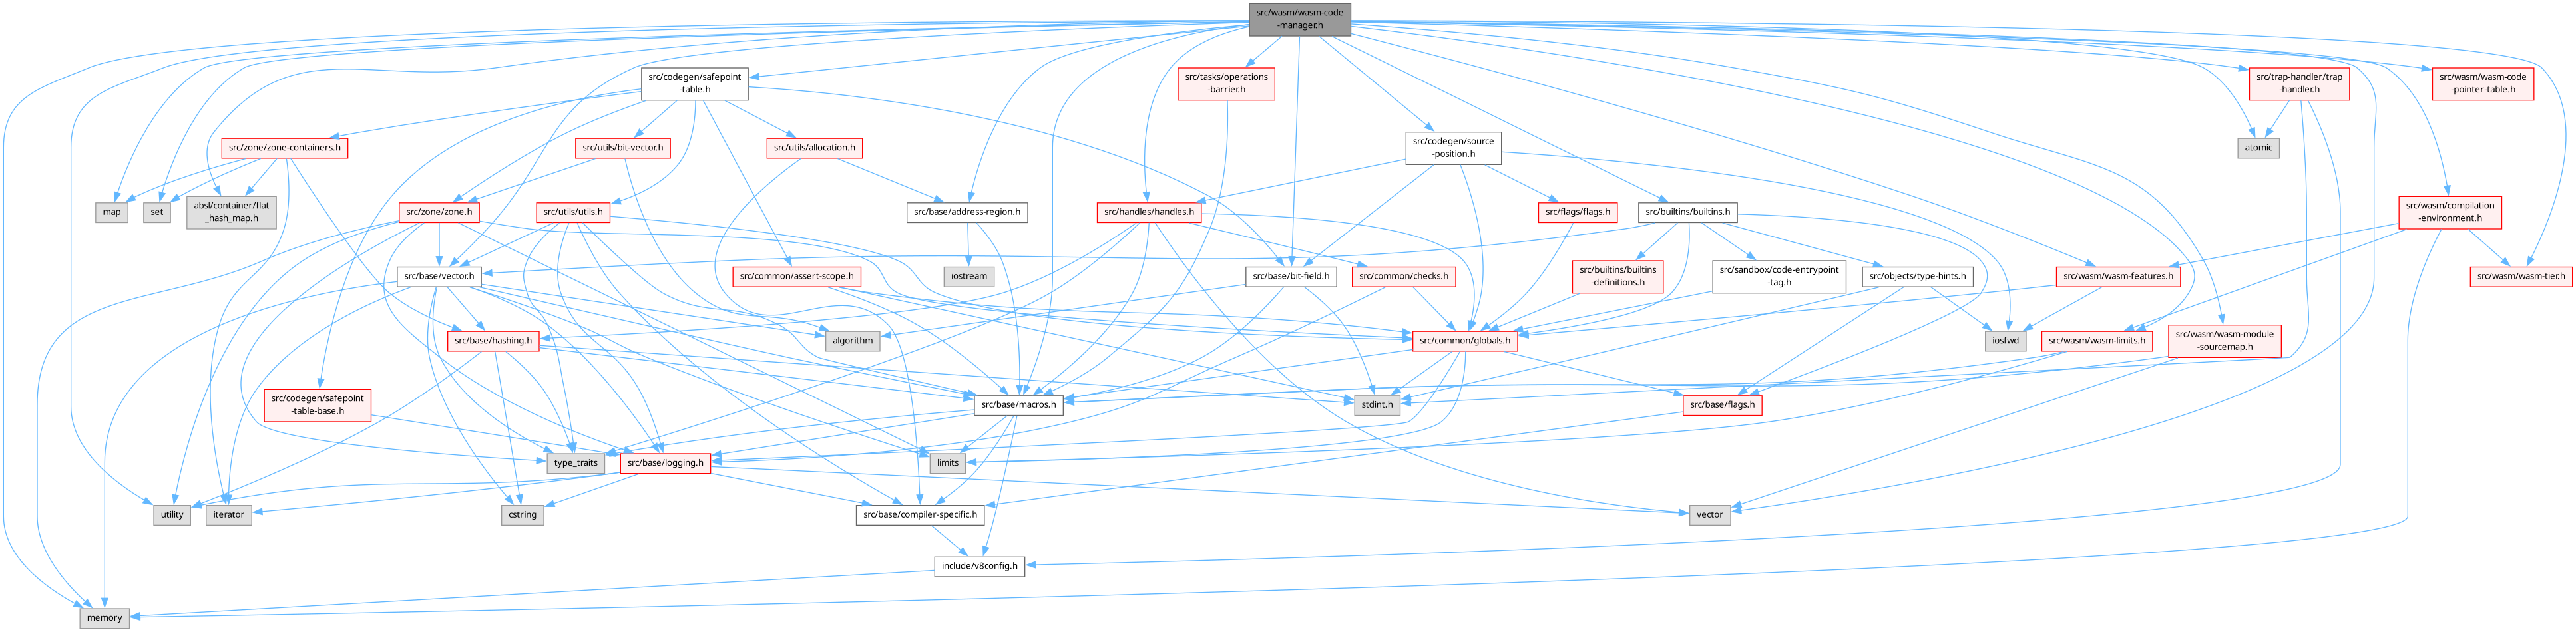 src/wasm/wasm-code
-manager.h
src/codegen/safepoint
-table.h
src/tasks/operations
-barrier.h
src/trap-handler/trap
-handler.h
src/wasm/wasm-code
-pointer-table.h
src/zone/zone-containers.h
src/utils/bit-vector.h
src/utils/allocation.h
src/codegen/source
-position.h
atomic
map
set
absl/container/flat
_hash_map.h
src/zone/zone.h
src/utils/utils.h
src/base/address-region.h
src/handles/handles.h
src/flags/flags.h
src/builtins/builtins.h
src/wasm/compilation
-environment.h
src/base/vector.h
src/common/assert-scope.h
iostream
src/base/bit-field.h
src/common/checks.h
src/builtins/builtins
-definitions.h
src/sandbox/code-entrypoint
-tag.h
src/objects/type-hints.h
src/wasm/wasm-features.h
src/wasm/wasm-tier.h
src/base/hashing.h
algorithm
src/common/globals.h
iosfwd
src/wasm/wasm-limits.h
src/wasm/wasm-module
-sourcemap.h
src/codegen/safepoint
-table-base.h
src/base/macros.h
stdint.h
src/base/flags.h
type_traits
src/base/logging.h
limits
utility
iterator
cstring
src/base/compiler-specific.h
vector
include/v8config.h
memory